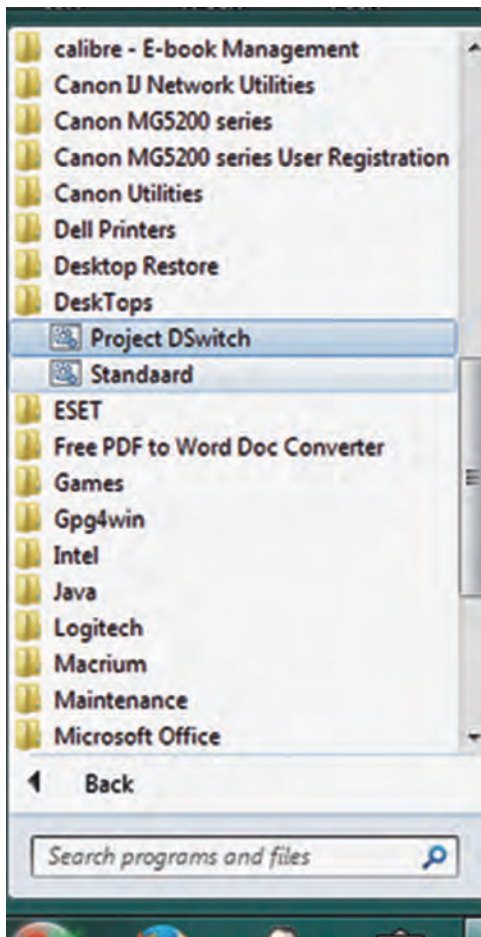 calibre - E-book Management
Canon IJ Network Utilities
Canon MG5200 series
Canon MG5200 series User Registration
Canon Utilities
Dell Printers
Desktop Restore
DeskTops
Project DSwitch
Standaard
ESET
Free PDF to Word Doc Converter
Games
Gpg4win
Intel
Java
Logitech
Macrium
Maintenance
Microsoft Office
Back
Search programs and files